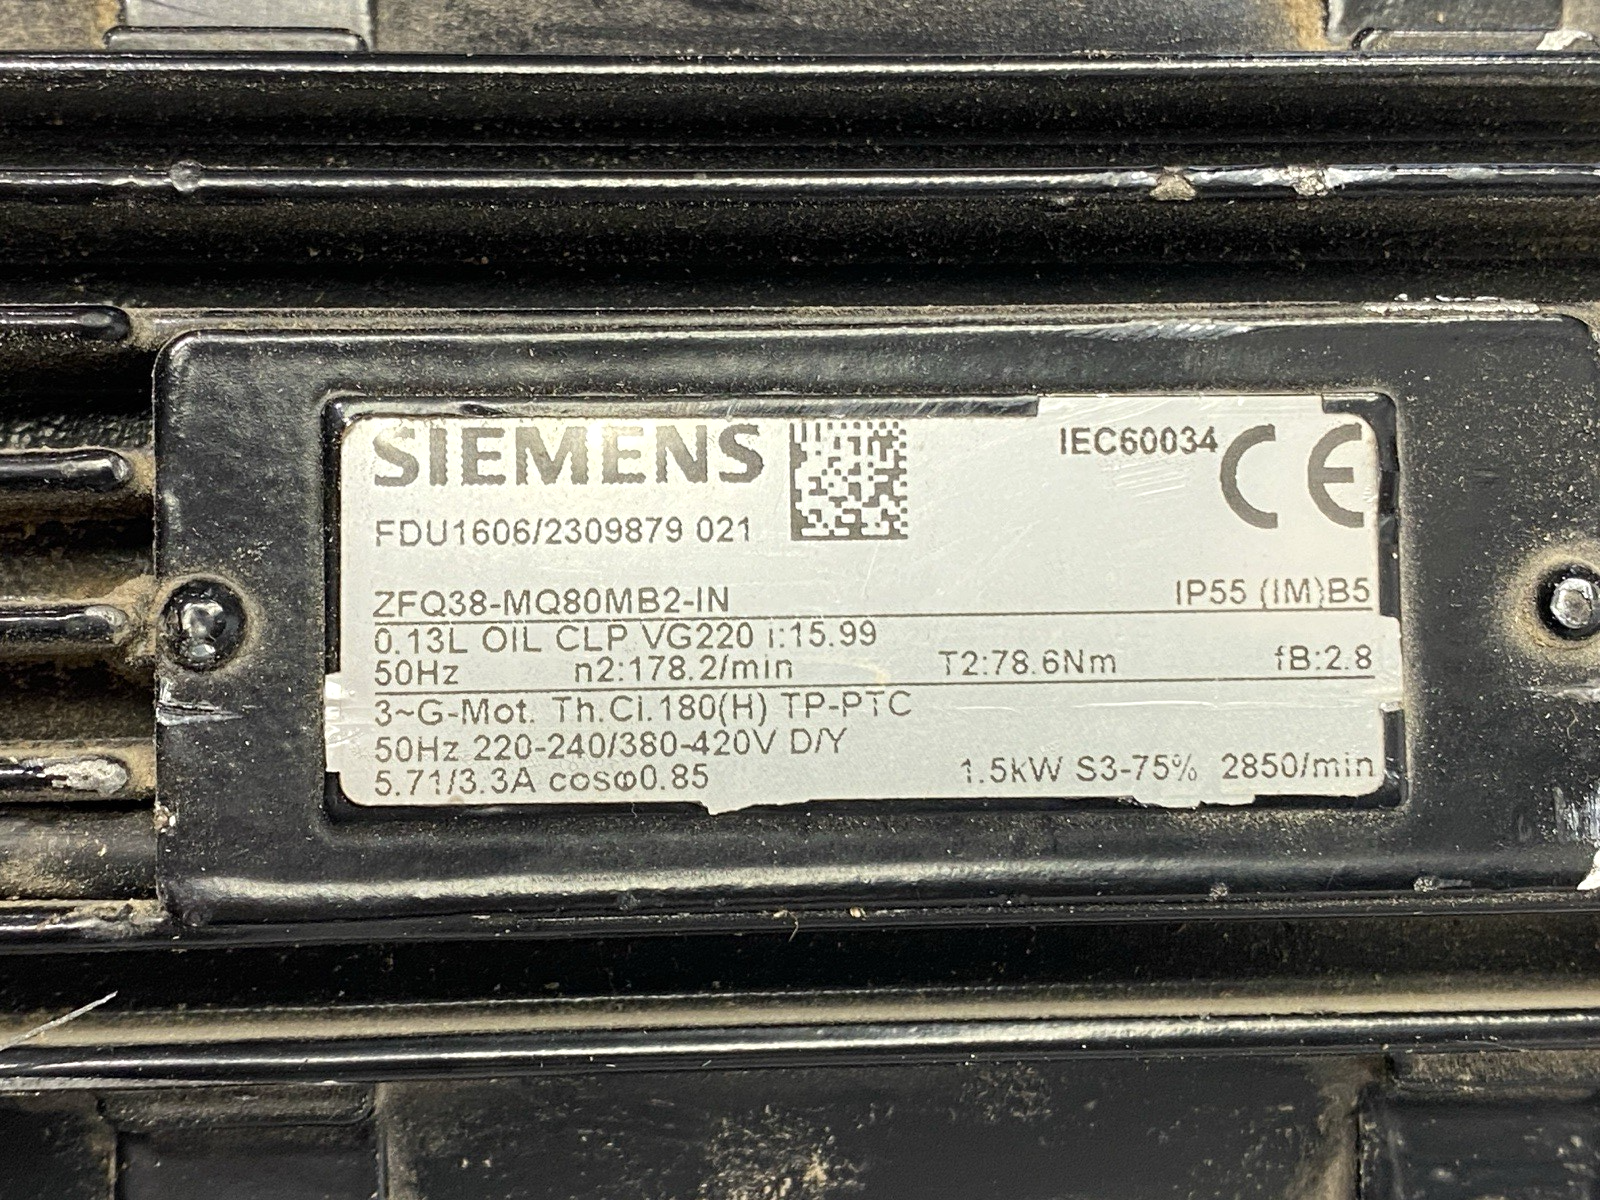 SIEMENS
IEC60034 CE
FDU1606/2309879 021
ZFQ38-MQ80MB2-IN IP55 (IM)B5
0.13L OIL CLP VG220 i:15.99
50Hz n2:178.2/min T2:78.6Nm fB:2.8
3~G-Mot. Th.Cl.180(H) TP-PTC
50Hz 220-240/380-420V D/Y
5.71/3.3A cosφ0.85 1.5kW S3-75% 2850/min